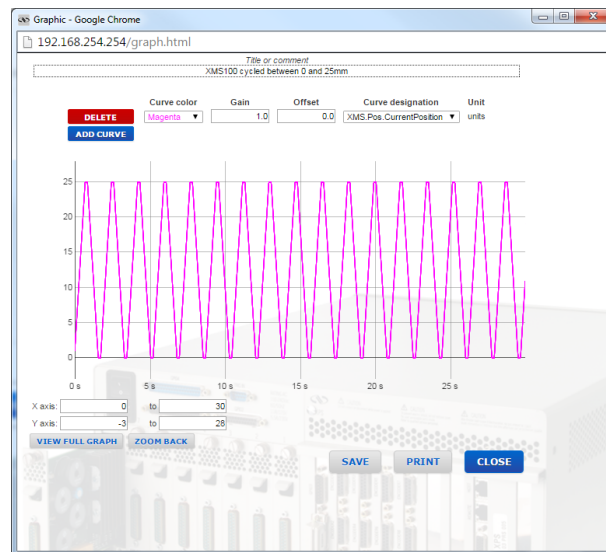 Graphic - Google Chrome
192.168.254.254/graph.html
Title or comment
XMS100 cycled between 0 and 25mm
Curve color Gain Offset Curve designation Unit
DELETE Magenta 1.0 0.0 XMS.Pos.CurrentPosition units
ADD CURVE
25
20
15
10
5
0
0 s 5 s 10 s 15 s 20 s 25 s
X axis: 0 to 30
Y axis: -3 to 28
VIEW FULL GRAPH ZOOM BACK
SAVE PRINT CLOSE